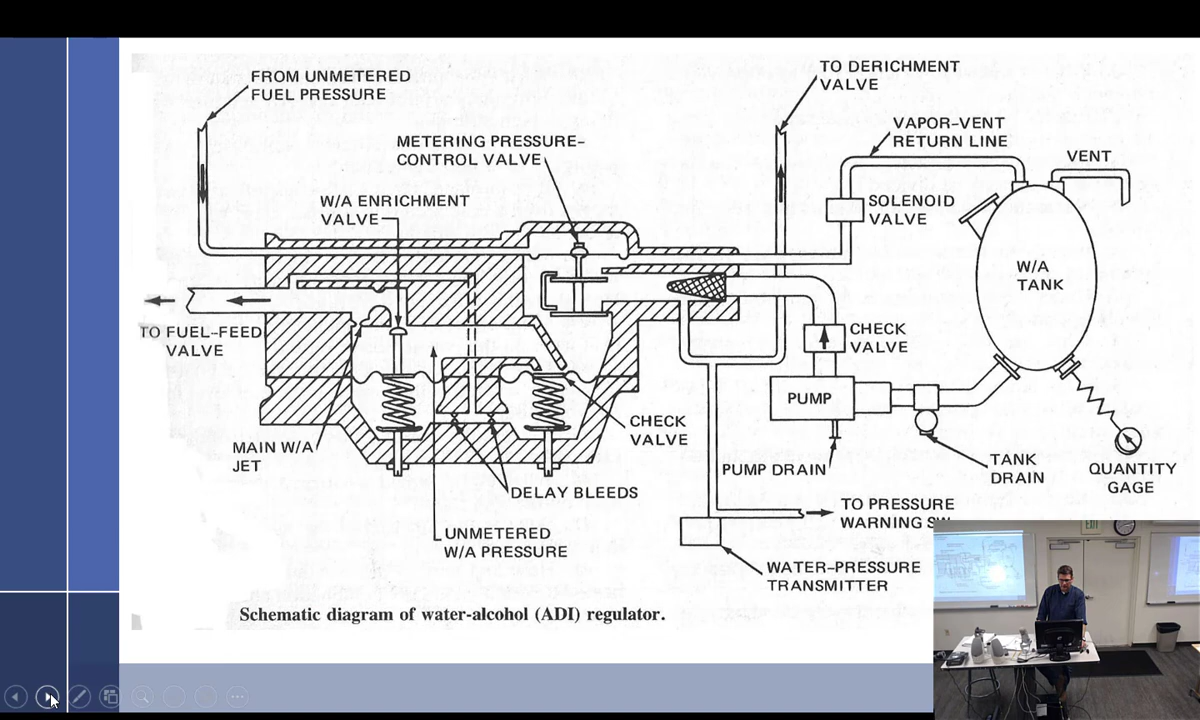 FROM UNMETERED
FUEL PRESSURE
TO DERICHMENT
VALVE
METERING PRESSURE-
CONTROL VALVE
VAPOR-VENT
RETURN LINE
VENT
W/A ENRICHMENT
VALVE
SOLENOID
VALVE
W/A
TANK
TO FUEL-FEED
VALVE
CHECK
VALVE
PUMP
MAIN W/A
JET
CHECK
VALVE
PUMP DRAIN
TANK
DRAIN
QUANTITY
GAGE
DELAY BLEEDS
UNMETERED
W/A PRESSURE
TO PRESSURE
WARNING SW
WATER-PRESSURE
TRANSMITTER
Schematic diagram of water-alcohol (ADI) regulator.
EXIT